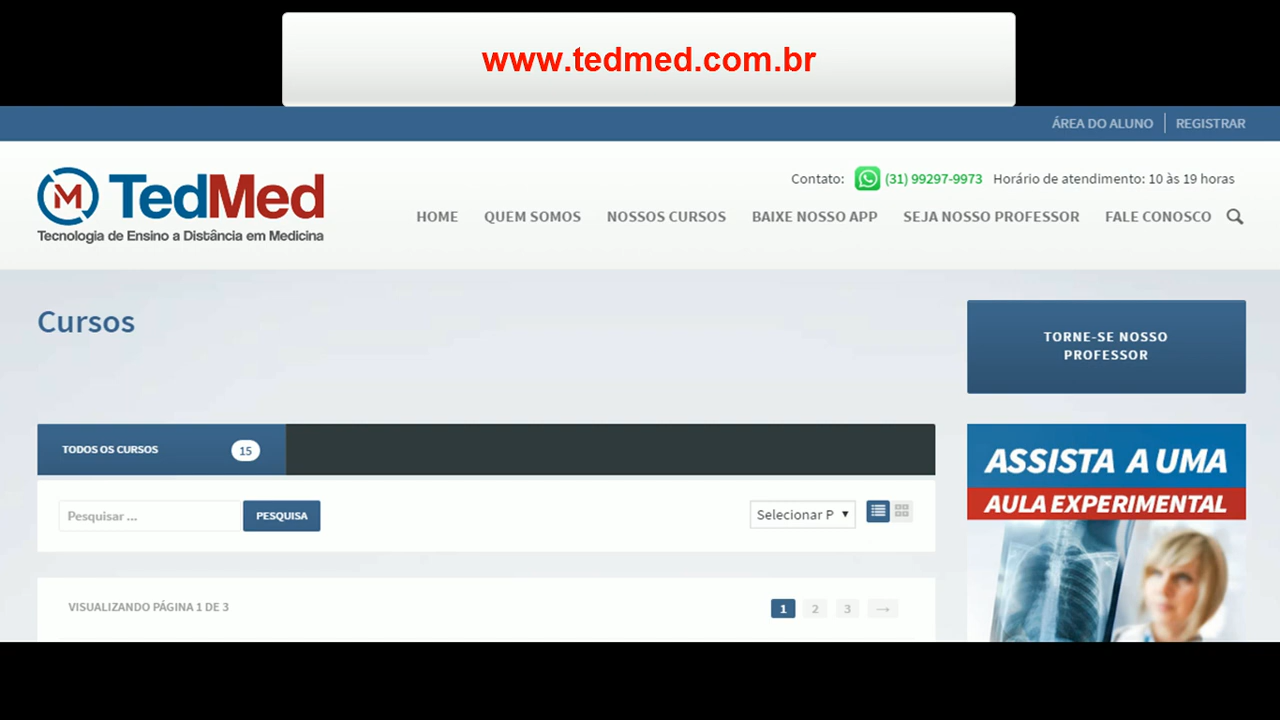 www.tedmed.com.br
ÁREA DO ALUNO
REGISTRAR
M TedMed
Tecnologia de Ensino a Distância em Medicina
Contato: (31) 99297-9973 Horário de atendimento: 10 às 19 horas
HOME QUEM SOMOS NOSSOS CURSOS BAIXE NOSSO APP SEJA NOSSO PROFESSOR FALE CONOSCO
Cursos
TORNE-SE NOSSO
PROFESSOR
TODOS OS CURSOS 15
Pesquisar ... PESQUISA
Selecionar P
VISUALIZANDO PÁGINA 1 DE 3
1 2 3 →
ASSISTA A UMA
AULA EXPERIMENTAL